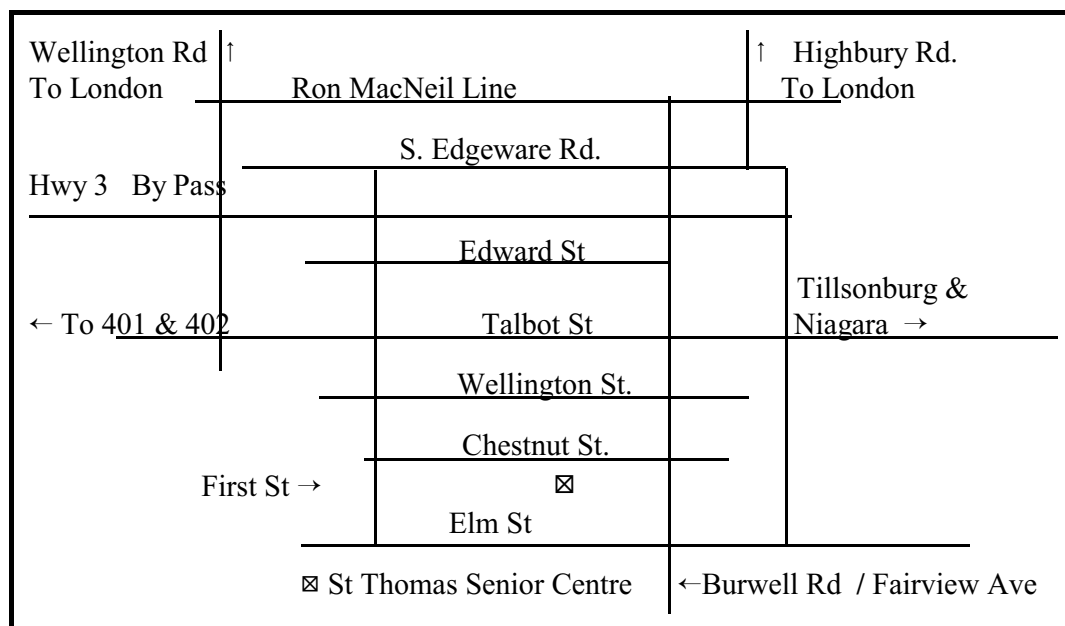 Wellington Rd ↑
To London
↑ Highbury Rd.
To London
Ron MacNeil Line
S. Edgeware Rd.
Hwy 3 By Pass
Edward St
Tillsonburg &
Niagara →
← To 401 & 402
Talbot St
Wellington St.
Chestnut St.
First St →
☒
Elm St
☒ St Thomas Senior Centre
←Burwell Rd / Fairview Ave